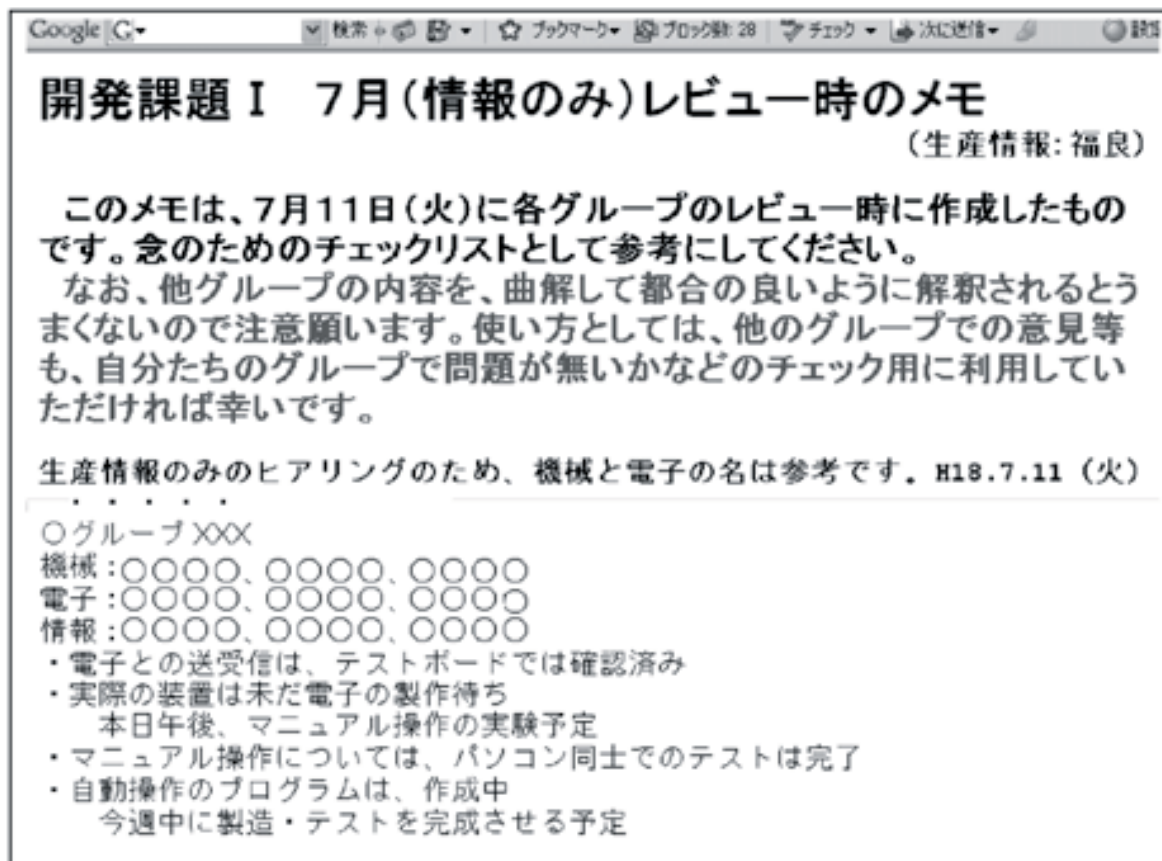 Google G 検索 ブックマーク ブロック数: 28 チェック 次に送信
開発課題Ⅰ 7月(情報のみ)レビュー時のメモ
(生産情報:福良)
このメモは、7月11日(火)に各グループのレビュー時に作成したもの
です。念のためのチェックリストとして参考にしてください。
なお、他グループの内容を、曲解して都合の良いように解釈されるとう
まくないので注意願います。使い方としては、他のグループでの意見等
も、自分たちのグループで問題が無いかなどのチェック用に利用してい
ただければ幸いです。
生産情報のみのヒアリングのため、機械と電子の名は参考です。H18.7.11 (火)
・・・・・
○グループXXX
機械:○○○○、○○○○、○○○○
電子:○○○○、○○○○、○○○○
情報:○○○○、○○○○、○○○○
・電子との送受信は、テストボードでは確認済み
・実際の装置は未だ電子の製作待ち
本日午後、マニュアル操作の実験予定
・マニュアル操作については、パソコン同士でのテストは完了
・自動操作のプログラムは、作成中
今週中に製造・テストを完成させる予定